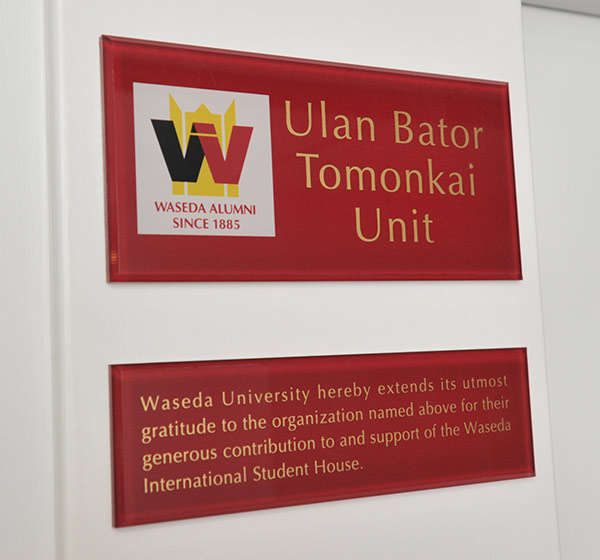 Ulan Bator
Tomonkai
Unit
W
WASEDA ALUMNI
SINCE 1885
Waseda University hereby extends its utmost
gratitude to the organization named above for their
generous contribution to and support of the Waseda
International Student House.